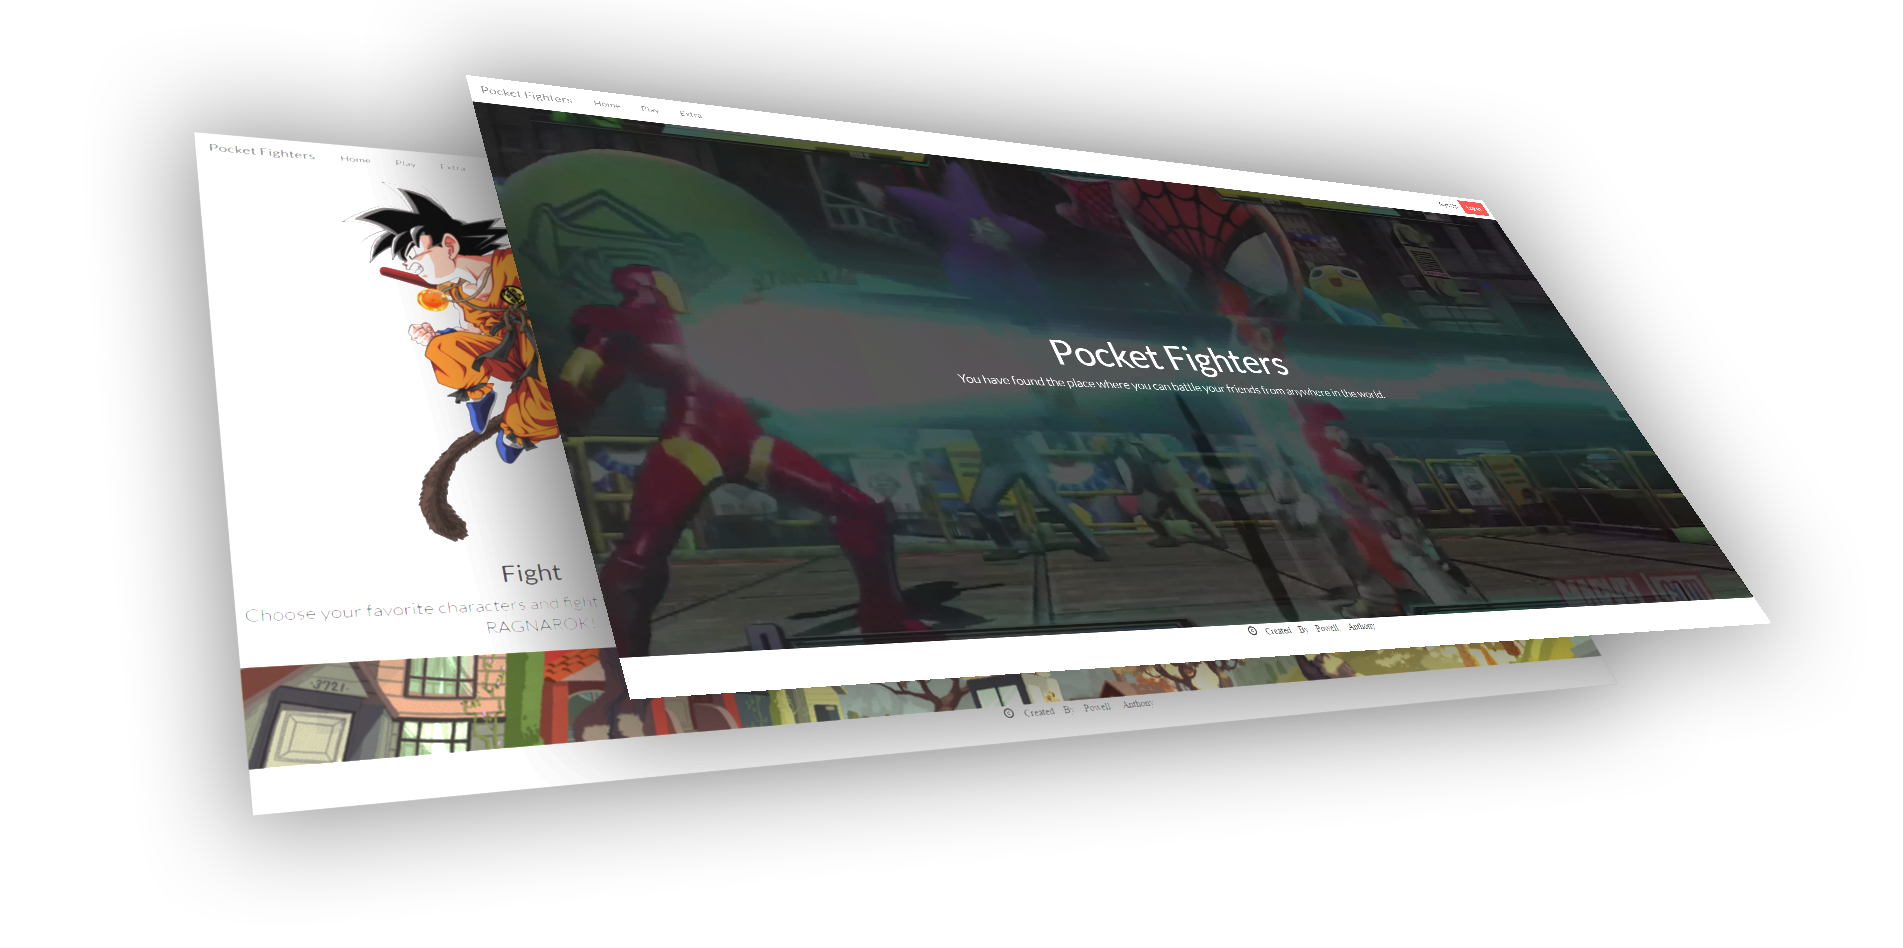 Pocket Fighters Home Play Extra
Pocket Fighters
You have found the place where you can battle your friends from anywhere in the world.
© Created By Powell Anthony
Pocket Fighters Home Play Extra
Fight
Choose your favorite characters and fight
RAGNAROK!
3721
© Created By Powell Anthony